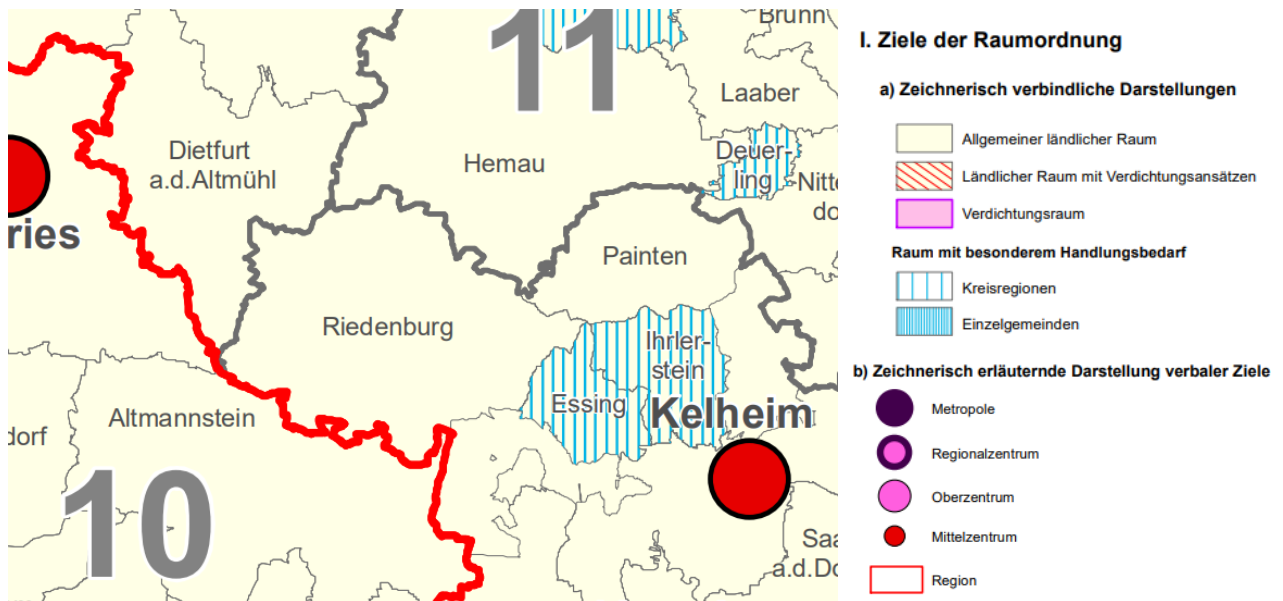 11
Brunn
Laaber
Dietfurt
a.d.Altmühl
Hemau
Deuer-
ling
Nitte
do
ries
Painten
Riedenburg
Ihrler-
stein
Essing
Kelheim
Altmannstein
dorf
10
Saa
a.d.Do
I. Ziele der Raumordnung
a) Zeichnerisch verbindliche Darstellungen
Allgemeiner ländlicher Raum
Ländlicher Raum mit Verdichtungsansätzen
Verdichtungsraum
Raum mit besonderem Handlungsbedarf
Kreisregionen
Einzelgemeinden
b) Zeichnerisch erläuternde Darstellung verbaler Ziele
Metropole
Regionalzentrum
Oberzentrum
Mittelzentrum
Region